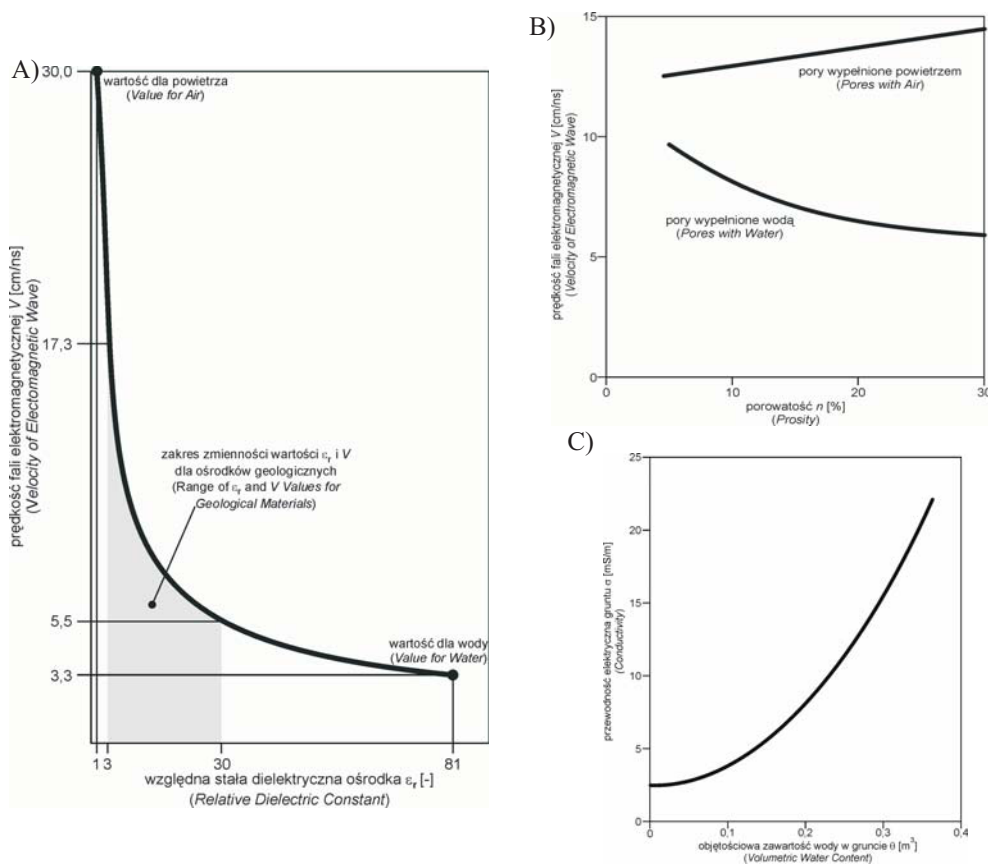 A)
30,0
wartość dla powietrza
(Value for Air)
17,3
5,5
3,3
prędkość fali elektromagnetycznej V [cm/ns]
(Velocity of Electomagnetic Wave)
zakres zmienności wartości εr i V
dla ośrodków geologicznych
(Range of εr and V Values for
Geological Materials)
wartość dla wody
(Value for Water)
1 3 30 81
względna stała dielektryczna ośrodka εr [-]
(Relative Dielectric Constant)
B)
15
10
5
0
prędkość fali elektromagnetycznej V [cm/ns]
(Velocity of Electromagnetic Wave)
pory wypełnione powietrzem
(Pores with Air)
pory wypełnione wodą
(Pores with Water)
0 10 20 30
porowatość n [%]
(Prosity)
C)
25
20
15
10
5
0
przewodność elektryczna gruntu σ [mS/m]
(Conductivity)
0 0,1 0,2 0,3 0,4
objętościowa zawartość wody w gruncie θ [m³]
(Volumetric Water Content)